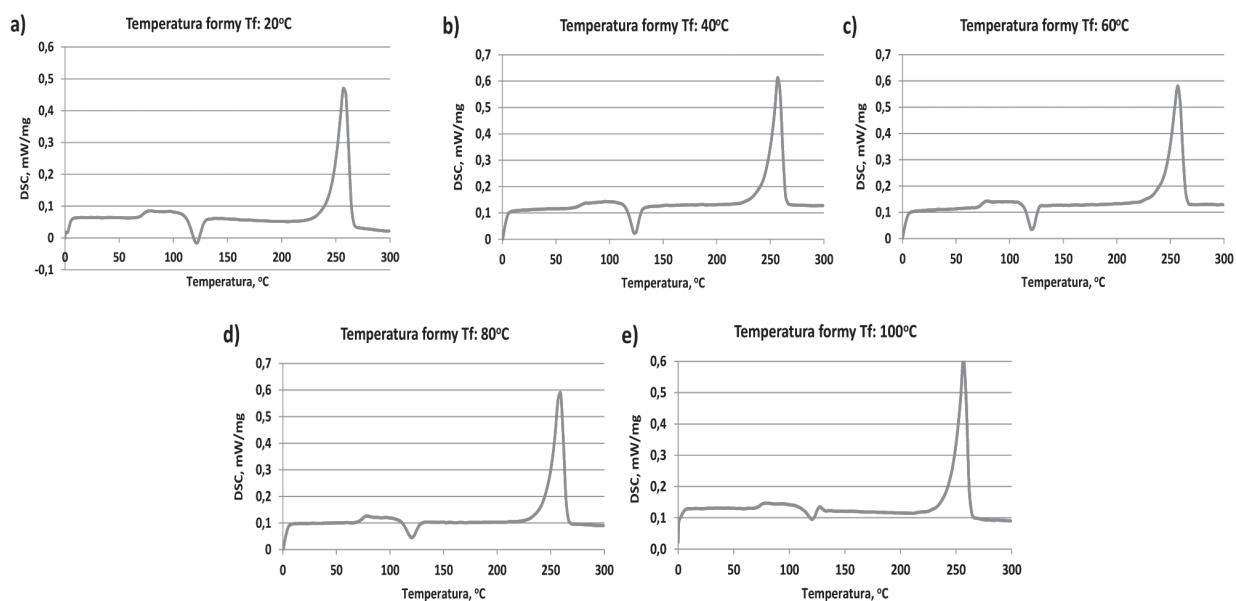 a)
Temperatura formy Tf: 20°C
0,6
0,5
0,4
0,3
0,2
0,1
0
-0,1
DSC, mW/mg
0 50 100 150 200 250 300
Temperatura, °C
b)
Temperatura formy Tf: 40°C
0,7
0,6
0,5
0,4
0,3
0,2
0,1
0
DSC, mW/mg
0 50 100 150 200 250 300
Temperatura, °C
c)
Temperatura formy Tf: 60°C
0,7
0,6
0,5
0,4
0,3
0,2
0,1
0
DSC, mW/mg
0 50 100 150 200 250 300
Temperatura, °C
d)
Temperatura formy Tf: 80°C
0,7
0,6
0,5
0,4
0,3
0,2
0,1
0
DSC, mW/mg
0 50 100 150 200 250 300
Temperatura, °C
e)
Temperatura formy Tf: 100°C
0,6
0,5
0,4
0,3
0,2
0,1
0,0
DSC, mW/mg
0 50 100 150 200 250 300
Temperatura, °C